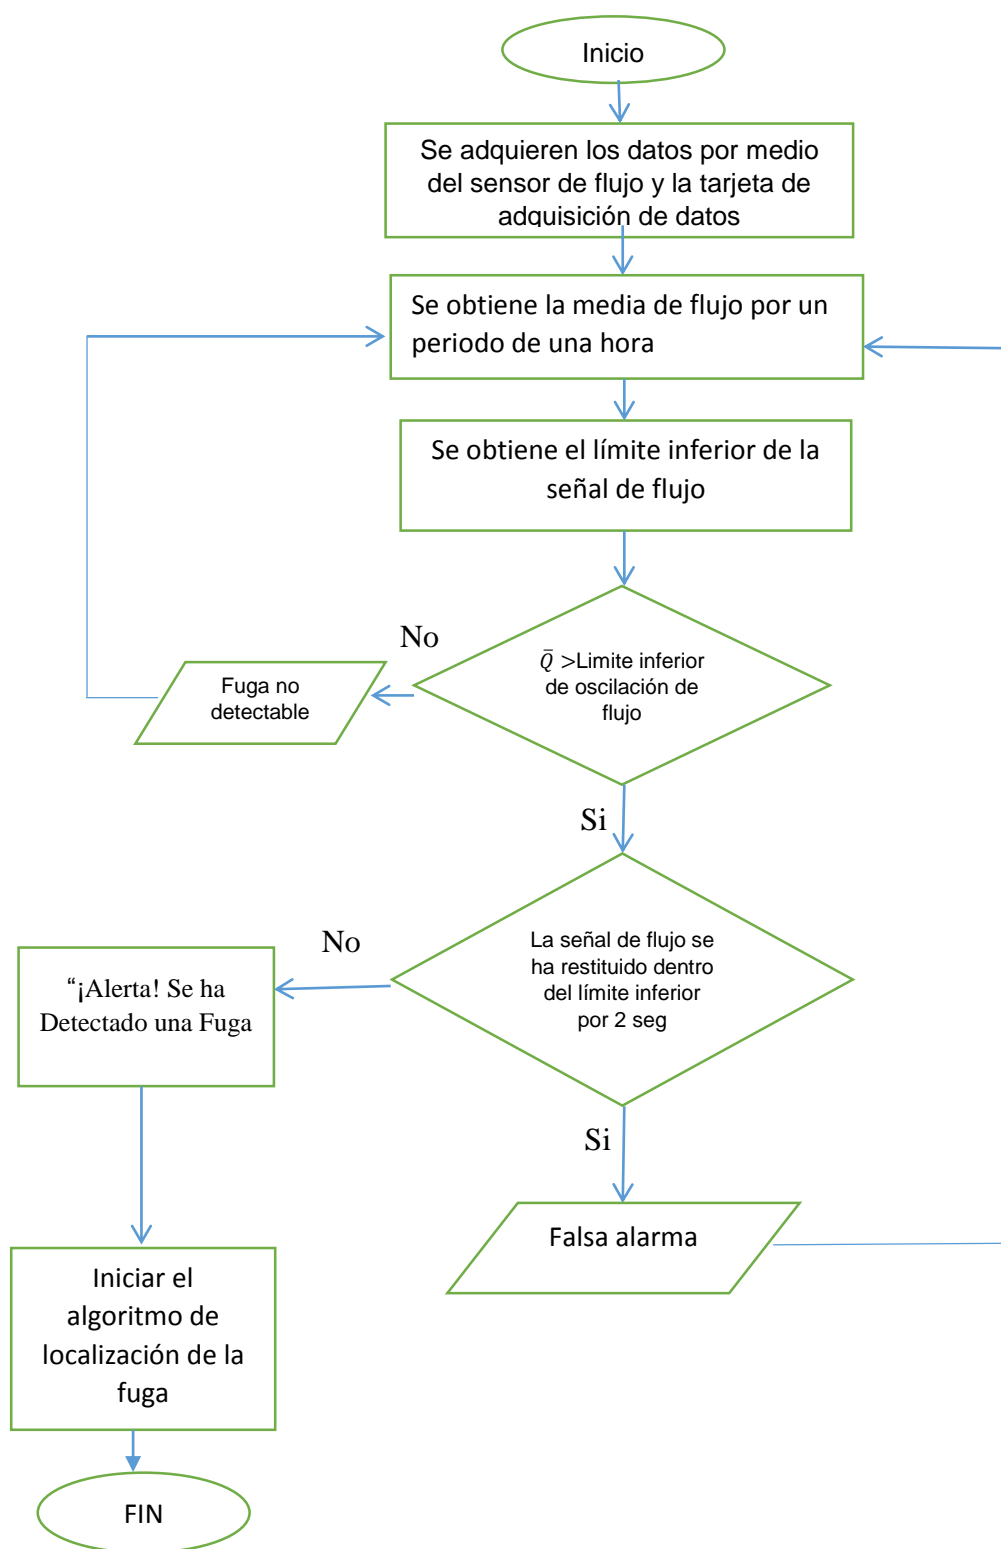 Inicio
Se adquieren los datos por medio
del sensor de flujo y la tarjeta de
adquisición de datos
Se obtiene la media de flujo por un
periodo de una hora
Se obtiene el límite inferior de la
señal de flujo
No
Q̄ >Limite inferior
de oscilación de
flujo
Fuga no
detectable
Si
No
La señal de flujo se
ha restituido dentro
del límite inferior
por 2 seg
“¡Alerta! Se ha
Detectado una Fuga
Si
Falsa alarma
Iniciar el
algoritmo de
localización de la
fuga
FIN